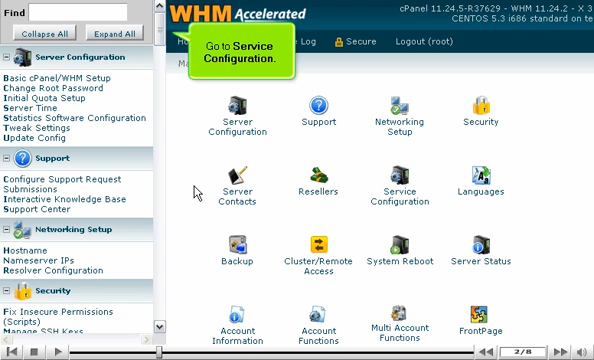 Find
Collapse All
Expand All
Server Configuration
Basic cPanel/WHM Setup
Change Root Password
Initial Quota Setup
Server Time
Statistics Software Configuration
Tweak Settings
Update Config
Support
Configure Support Request
Submissions
Interactive Knowledge Base
Support Center
Networking Setup
Hostname
Nameserver IPs
Resolver Configuration
Security
Fix Insecure Permissions
(Scripts)
Manage SSH Keys
WHM Accelerated
cPanel 11.24.5-R37629 - WHM 11.24.2 - X 3
CENTOS 5.3 i686 standard on
Log
Secure
Logout (root)
Go to Service
Configuration.
Server
Configuration
Support
Networking
Setup
Security
Server
Contacts
Resellers
Service
Configuration
Languages
Backup
Cluster/Remote
Access
System Reboot
Server Status
Account
Information
Account
Functions
Multi Account
Functions
FrontPage
2/8